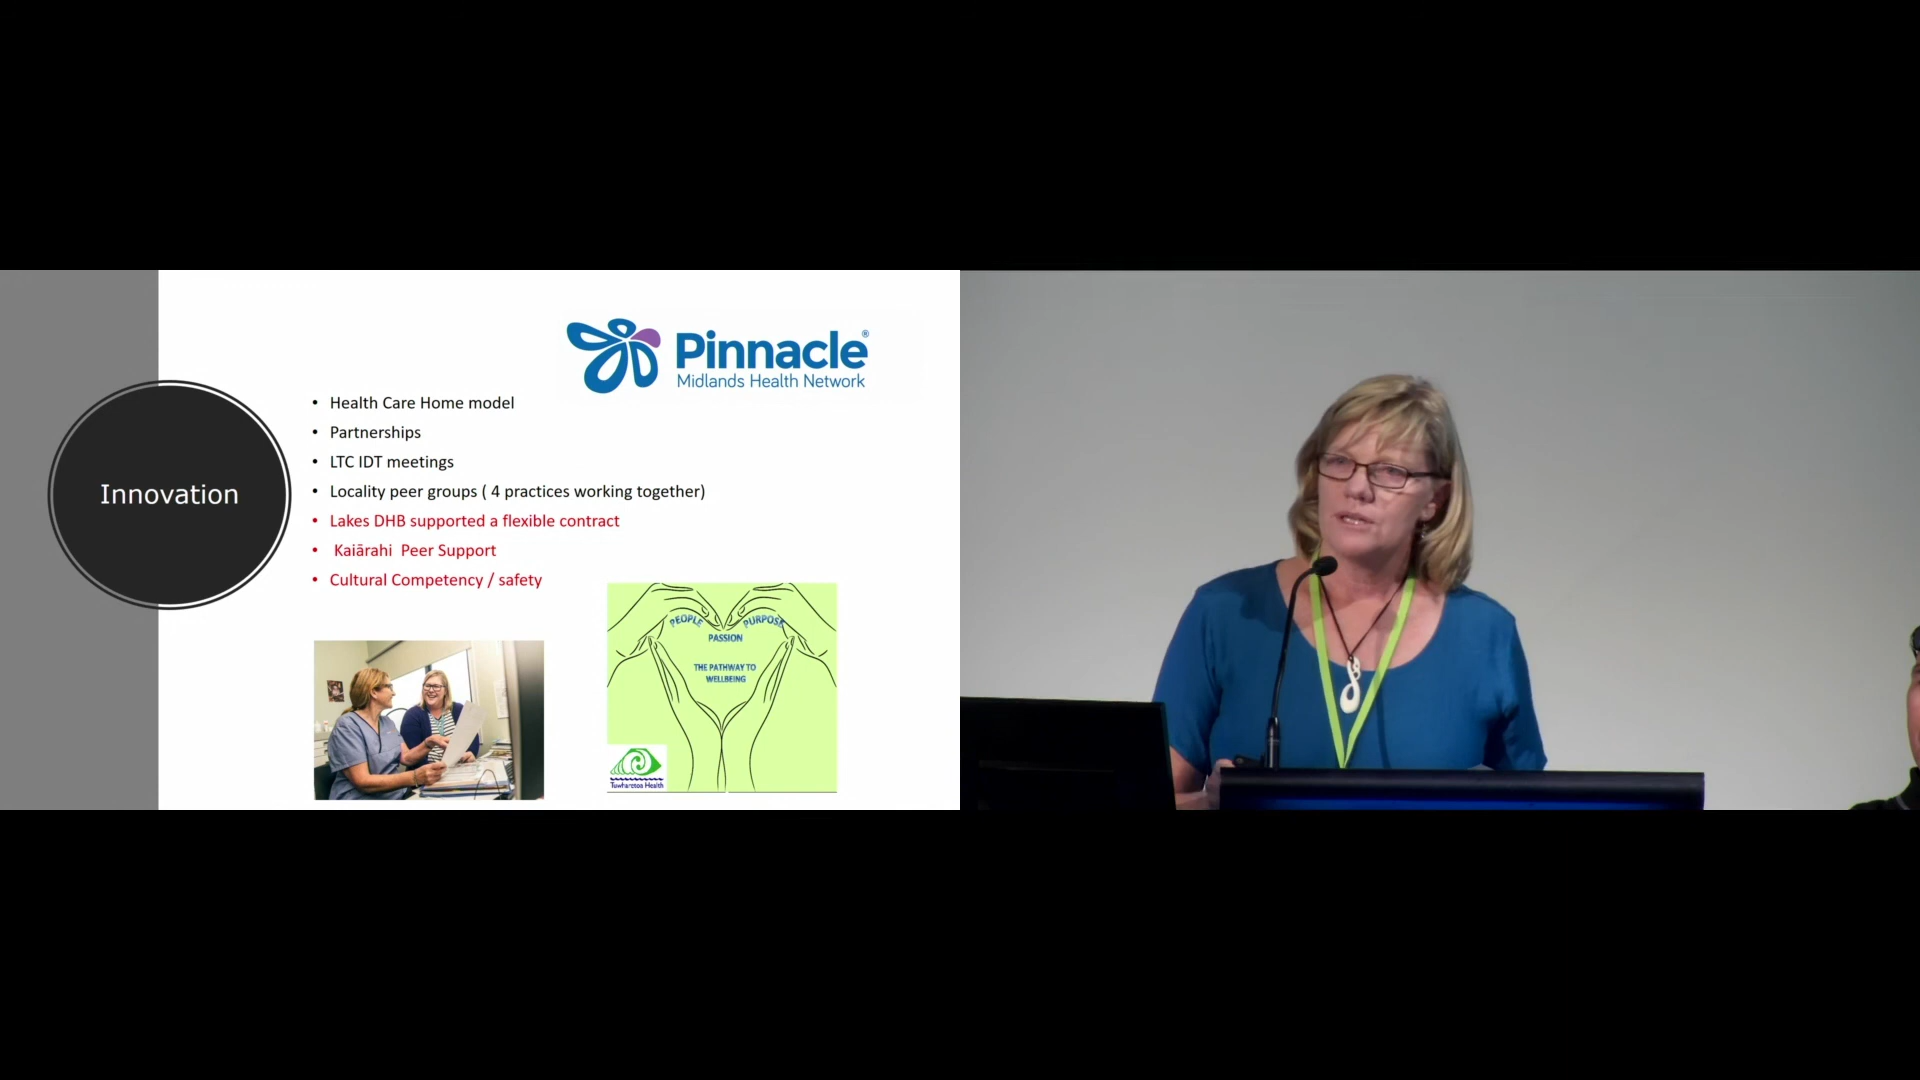 Pinnacle®
Midlands Health Network
Innovation
• Health Care Home model
• Partnerships
• LTC IDT meetings
• Locality peer groups ( 4 practices working together)
• Lakes DHB supported a flexible contract
• Kaiārahi Peer Support
• Cultural Competency / safety
PEOPLE PURPOSE
PASSION
THE PATHWAY TO
WELLBEING
Tuwharetoa Health